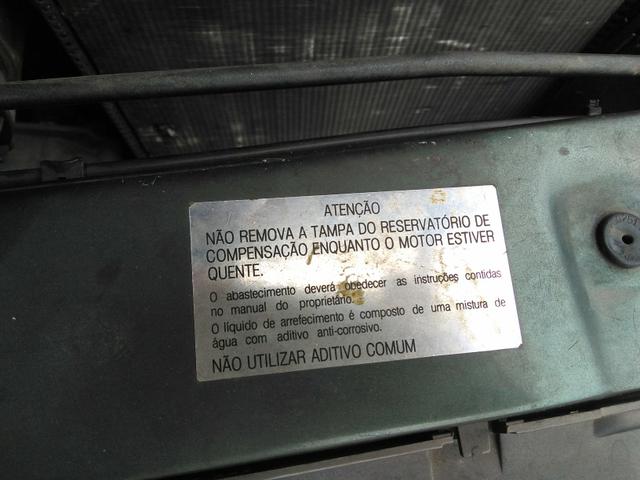 ATENÇÃO
NÃO REMOVA A TAMPA DO RESERVATÓRIO DE
COMPENSAÇÃO ENQUANTO O MOTOR ESTIVER
QUENTE.
O abastecimento deverá obedecer as instruções contidas
no manual do proprietário.
O líquido de arrefecimento é composto de uma mistura de
água com aditivo anti-corrosivo.
NÃO UTILIZAR ADITIVO COMUM